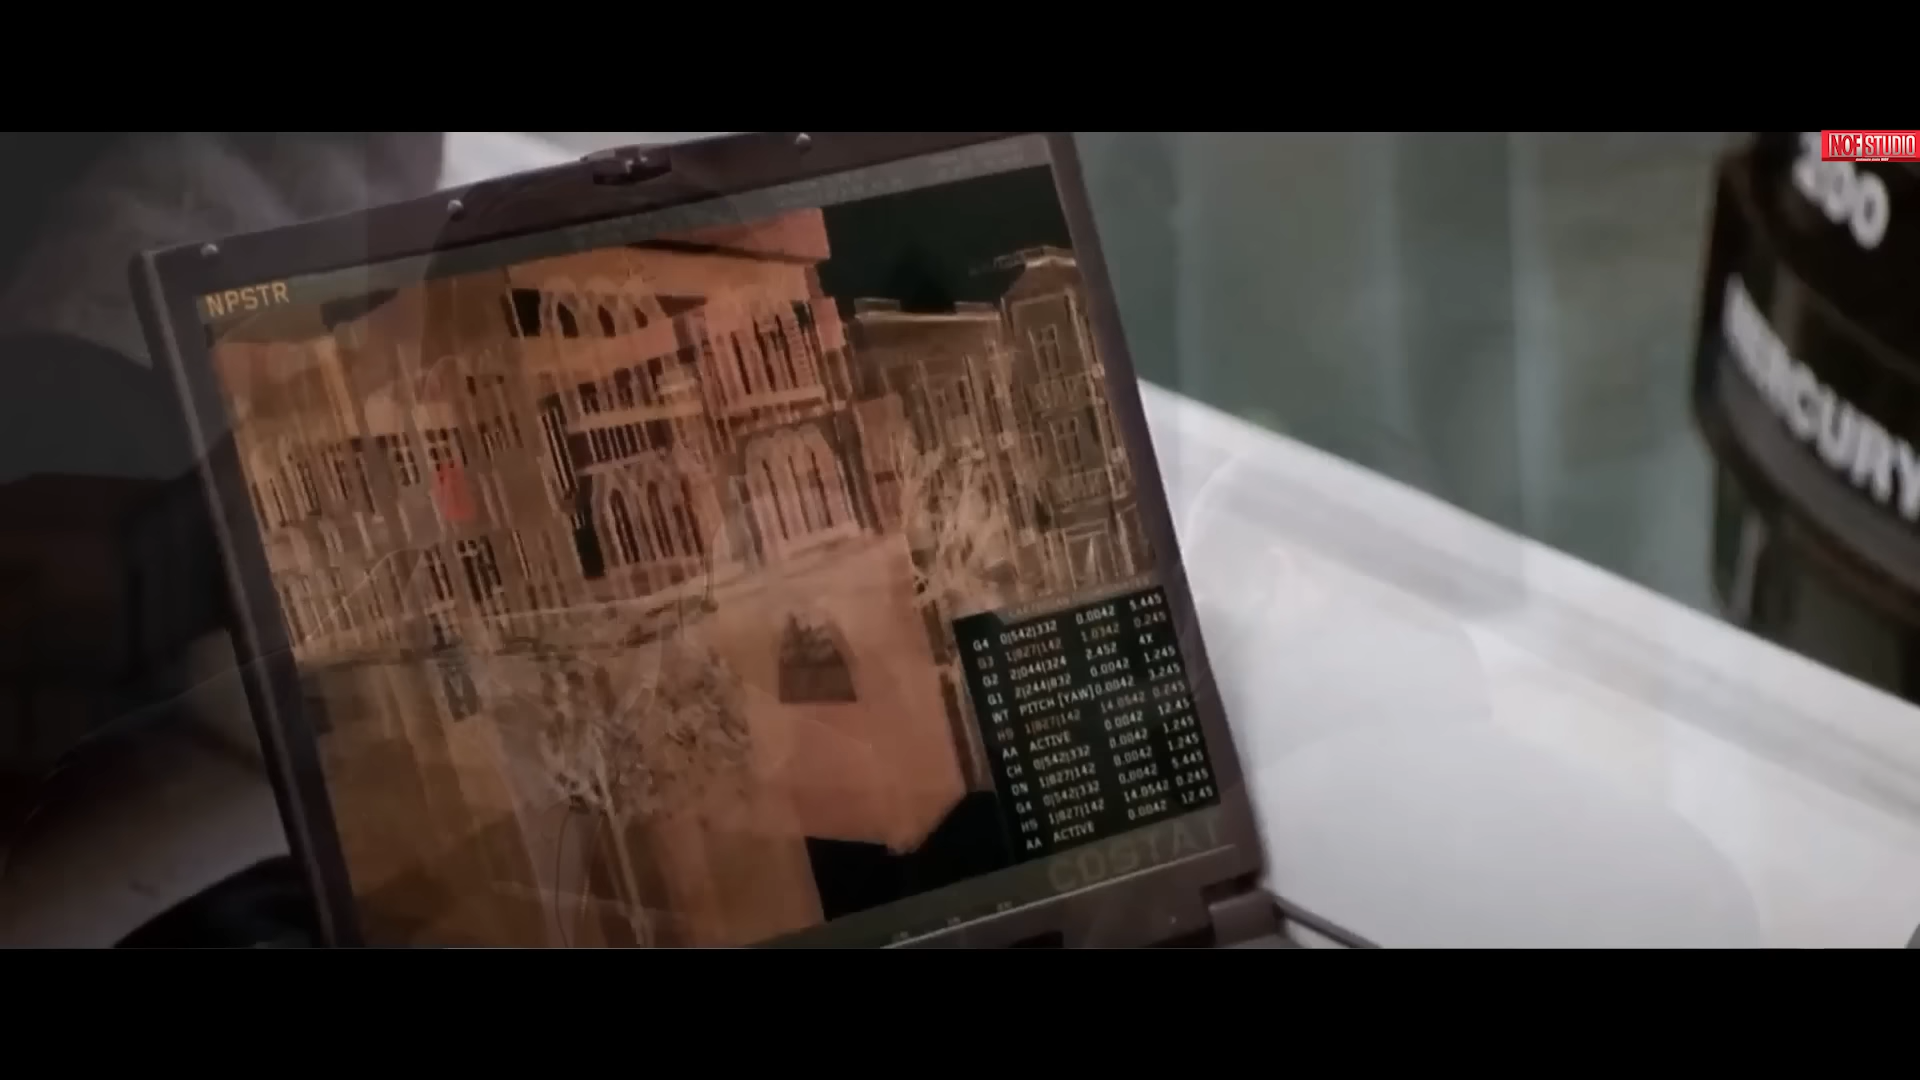 NOF STUDIO
200
MERCURY
NPSTR
G4 0|542|332 0.0042 5.445
G3 1|827|142 1.0342 0.245
G2 2|044|324 2.452 4X
G1 2|244|832 0.0042 1.245
WT PITCH [YAW] 0.0042 3.245
HS 1|827|142 14.0542 0.245
AA ACTIVE 0.0042 12.45
CH 0|542|332 0.0042 1.245
ON 1|827|142 0.0042 1.245
G4 0|542|332 0.0042 5.445
HS 1|827|142 14.0542 0.245
AA ACTIVE 0.0042 12.45
COSTAT